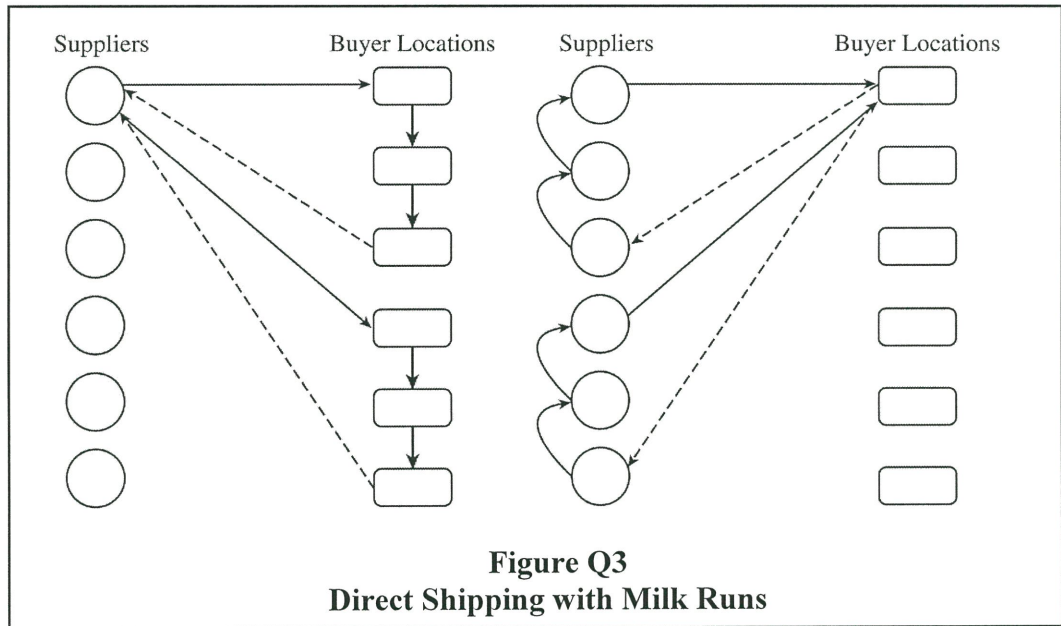 Suppliers
Buyer Locations
Suppliers
Buyer Locations
Figure Q3
Direct Shipping with Milk Runs